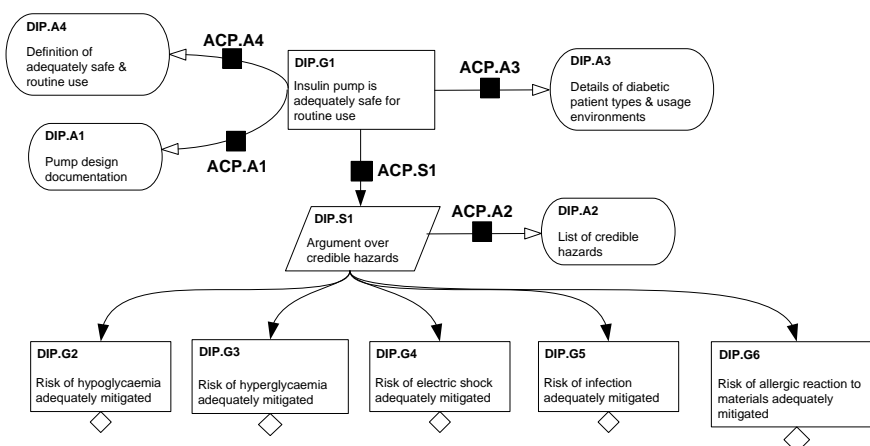 DIP.A4
Definition of
adequately safe &
routine use
ACP.A4
DIP.G1
Insulin pump is
adequately safe for
routine use
ACP.A3
DIP.A3
Details of diabetic
patient types & usage
environments
DIP.A1
Pump design
documentation
ACP.A1
ACP.S1
DIP.S1
Argument over
credible hazards
ACP.A2
DIP.A2
List of credible
hazards
DIP.G2
Risk of hypoglycaemia
adequately mitigated
DIP.G3
Risk of hyperglycaemia
adequately mitigated
DIP.G4
Risk of electric shock
adequately mitigated
DIP.G5
Risk of infection
adequately mitigated
DIP.G6
Risk of allergic reaction to
materials adequately
mitigated